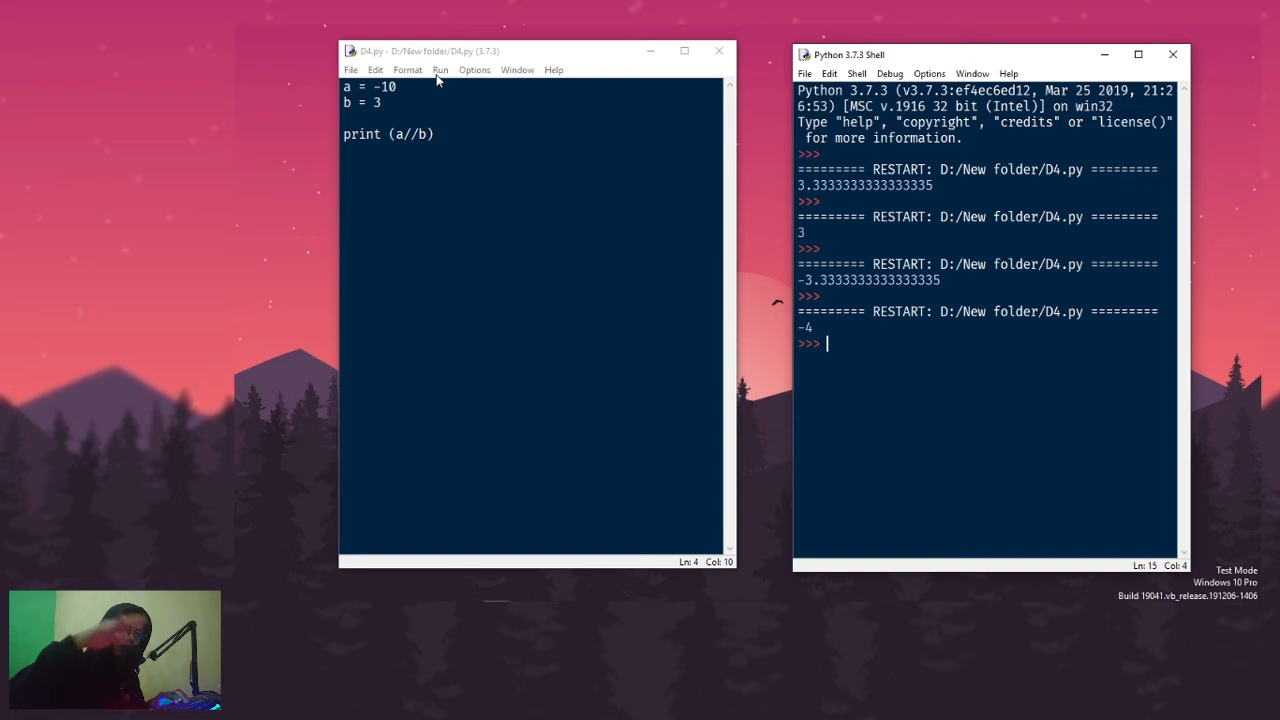 D4.py - D:/New folder/D4.py (3.7.3)
File Edit Format Run Options Window Help
a = -10
b = 3
print (a//b)
Ln: 4 Col: 10
Python 3.7.3 Shell
File Edit Shell Debug Options Window Help
Python 3.7.3 (v3.7.3:ef4ec6ed12, Mar 25 2019, 21:2
6:53) [MSC v.1916 32 bit (Intel)] on win32
Type "help", "copyright", "credits" or "license()"
for more information.
>>>
========= RESTART: D:/New folder/D4.py =========
3.3333333333333335
>>>
========= RESTART: D:/New folder/D4.py =========
3
>>>
========= RESTART: D:/New folder/D4.py =========
-3.3333333333333335
>>>
========= RESTART: D:/New folder/D4.py =========
-4
>>>
Ln: 15 Col: 4
Test Mode
Windows 10 Pro
Build 19041.vb_release.191206-1406